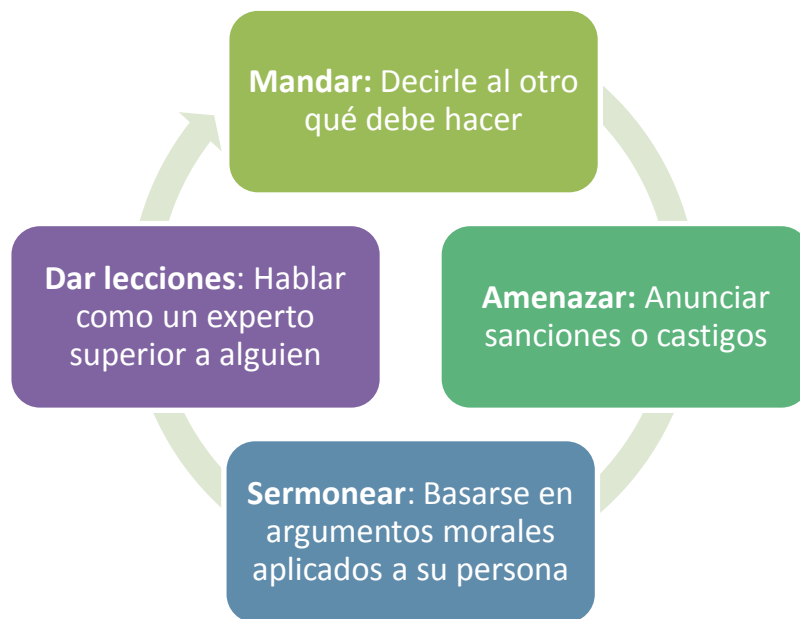 Mandar: Decirle al otro
qué debe hacer
Amenazar: Anunciar
sanciones o castigos
Sermonear: Basarse en
argumentos morales
aplicados a su persona
Dar lecciones: Hablar
como un experto
superior a alguien